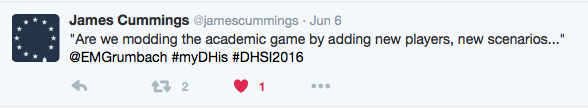 James Cummings @jamescummings · Jun 6
"Are we modding the academic game by adding new players, new scenarios..."
@EMGrumbach #myDHis #DHSI2016
2 1